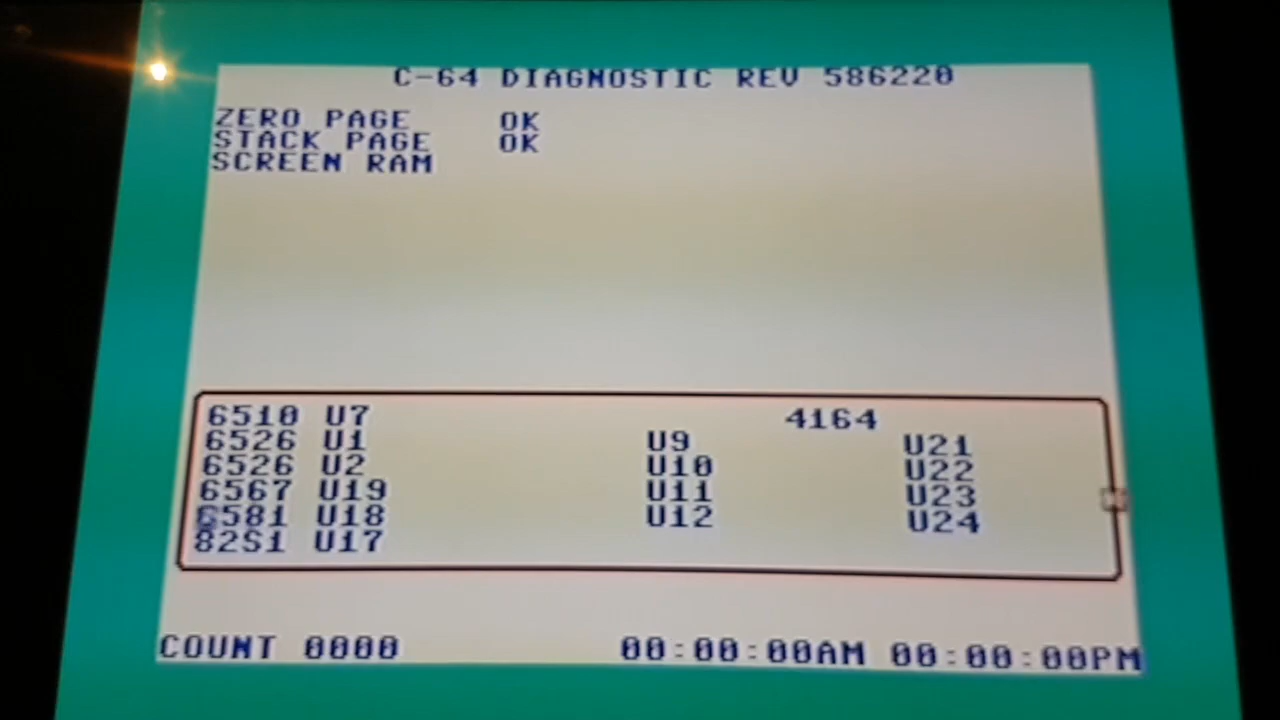 C-64 DIAGNOSTIC REV 586220
ZERO PAGE OK
STACK PAGE OK
SCREEN RAM
6510 U7 4164
6526 U1 U9 U21
6526 U2 U10 U22
6567 U19 U11 U23
6581 U18 U12 U24
82S1 U17
COUNT 0000 00:00:00AM 00:00:00PM